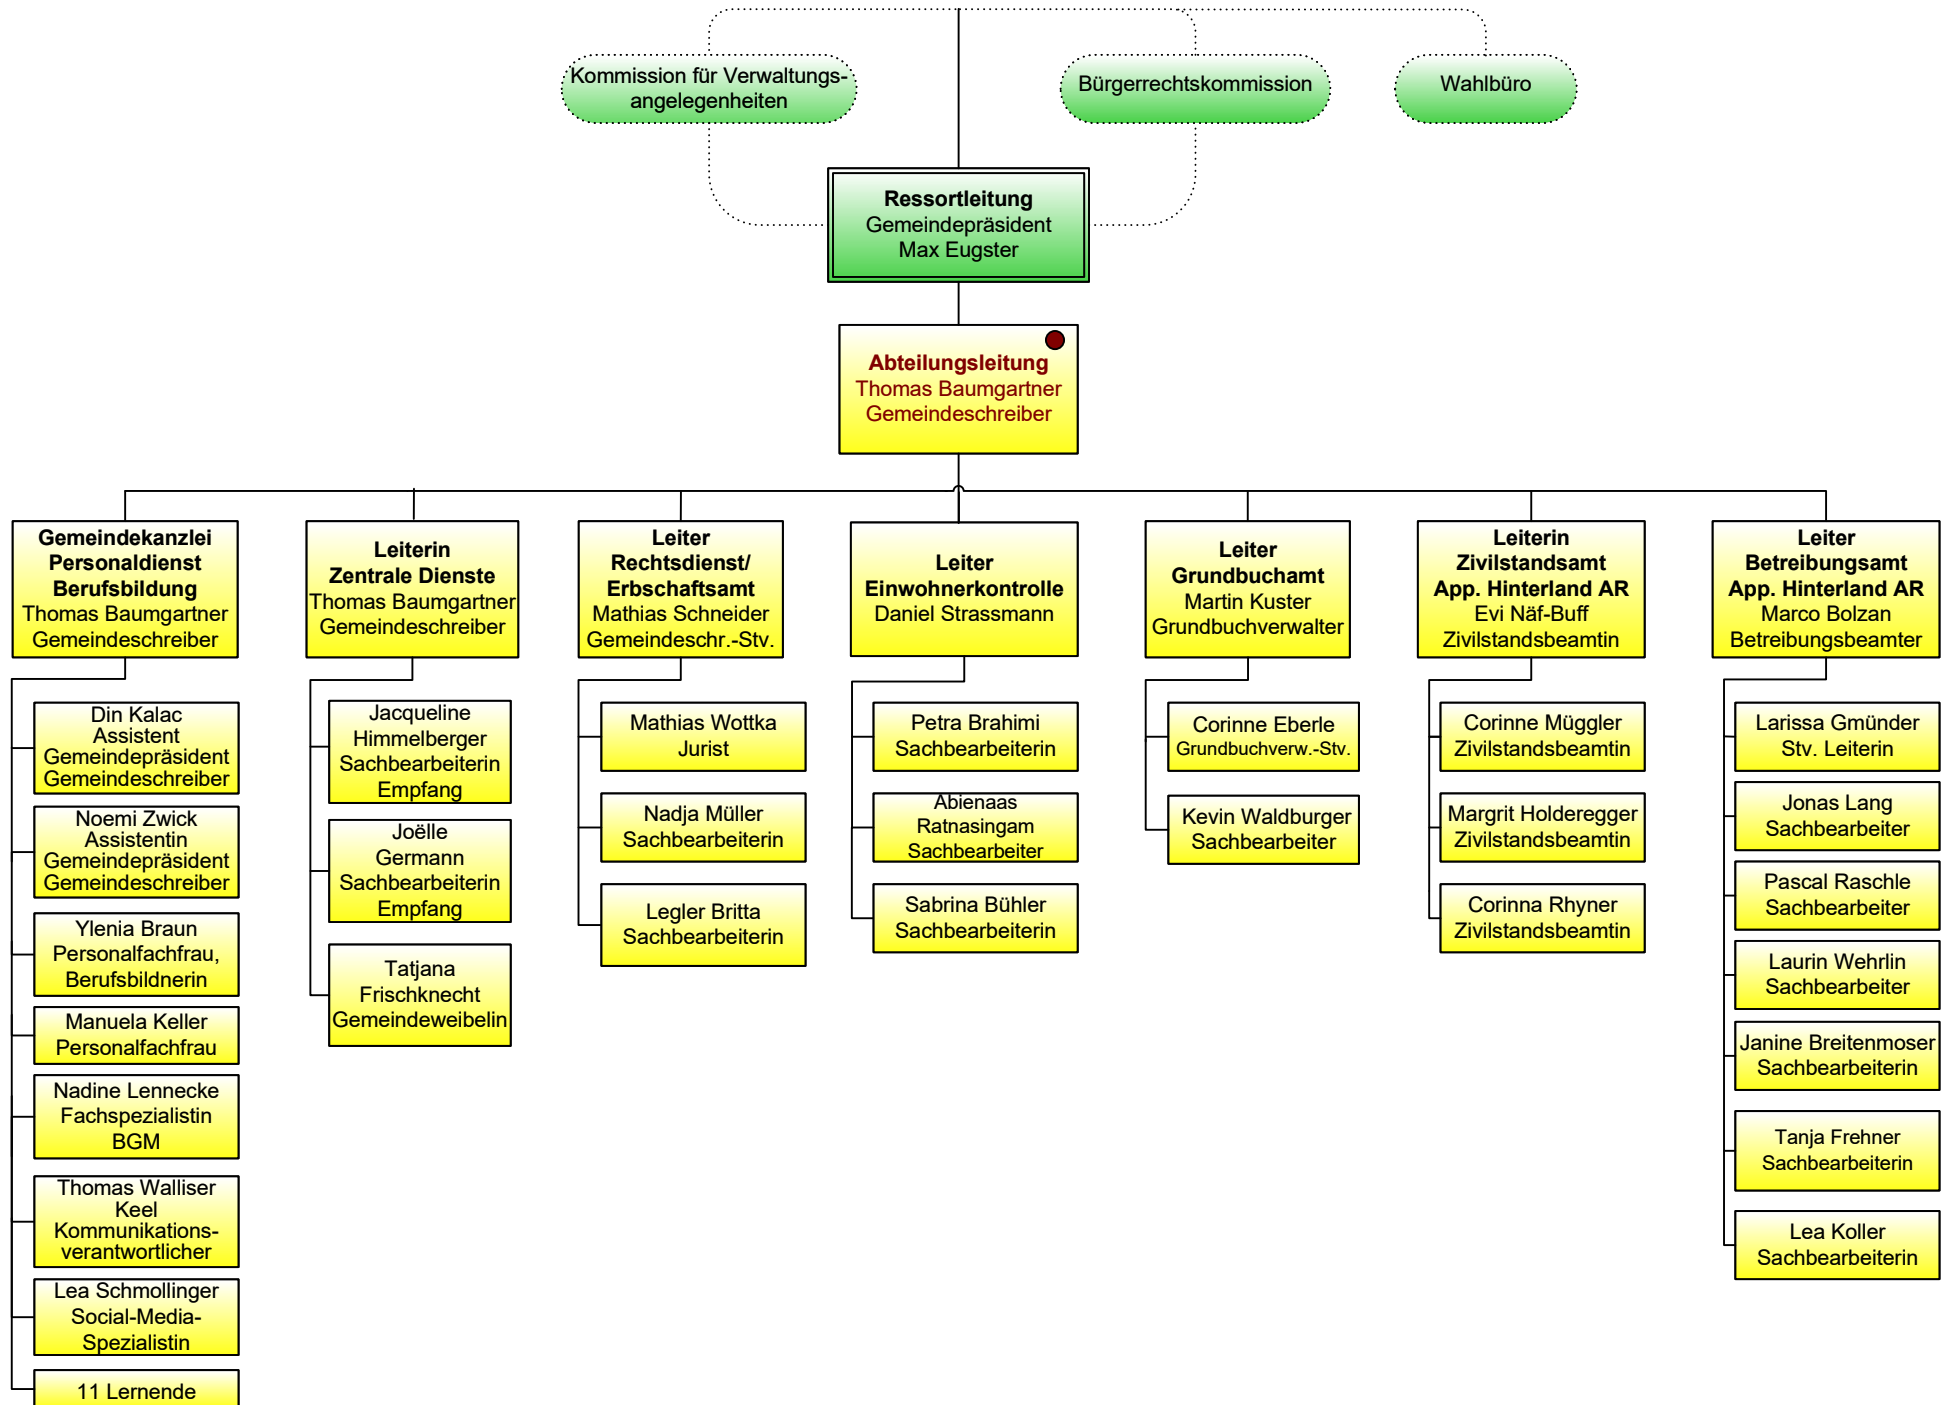 Kommission für Verwaltungs-
angelegenheiten
Bürgerrechtskommission
Wahlbüro
Ressortleitung
Gemeindepräsident
Max Eugster
Abteilungsleitung
Thomas Baumgartner
Gemeindeschreiber
Gemeindekanzlei
Personaldienst
Berufsbildung
Thomas Baumgartner
Gemeindeschreiber
Din Kalac
Assistent
Gemeindepräsident
Gemeindeschreiber
Noemi Zwick
Assistentin
Gemeindepräsident
Gemeindeschreiber
Ylenia Braun
Personalfachfrau,
Berufsbildnerin
Manuela Keller
Personalfachfrau
Nadine Lennecke
Fachspezialistin
BGM
Thomas Walliser
Keel
Kommunikations-
verantwortlicher
Lea Schmollinger
Social-Media-
Spezialistin
11 Lernende
Leiterin
Zentrale Dienste
Thomas Baumgartner
Gemeindeschreiber
Jacqueline
Himmelberger
Sachbearbeiterin
Empfang
Joëlle
Germann
Sachbearbeiterin
Empfang
Tatjana
Frischknecht
Gemeindeweibelin
Leiter
Rechtsdienst/
Erbschaftsamt
Mathias Schneider
Gemeindeschr.-Stv.
Mathias Wottka
Jurist
Nadja Müller
Sachbearbeiterin
Legler Britta
Sachbearbeiterin
Leiter
Einwohnerkontrolle
Daniel Strassmann
Petra Brahimi
Sachbearbeiterin
Abienaas
Ratnasingam
Sachbearbeiter
Sabrina Bühler
Sachbearbeiterin
Leiter
Grundbuchamt
Martin Kuster
Grundbuchverwalter
Corinne Eberle
Grundbuchverw.-Stv.
Kevin Waldburger
Sachbearbeiter
Leiterin
Zivilstandsamt
App. Hinterland AR
Evi Näf-Buff
Zivilstandsbeamtin
Corinne Müggler
Zivilstandsbeamtin
Margrit Holderegger
Zivilstandsbeamtin
Corinna Rhyner
Zivilstandsbeamtin
Leiter
Betreibungsamt
App. Hinterland AR
Marco Bolzan
Betreibungsbeamter
Larissa Gmünder
Stv. Leiterin
Jonas Lang
Sachbearbeiter
Pascal Raschle
Sachbearbeiter
Laurin Wehrlin
Sachbearbeiter
Janine Breitenmoser
Sachbearbeiterin
Tanja Frehner
Sachbearbeiterin
Lea Koller
Sachbearbeiterin